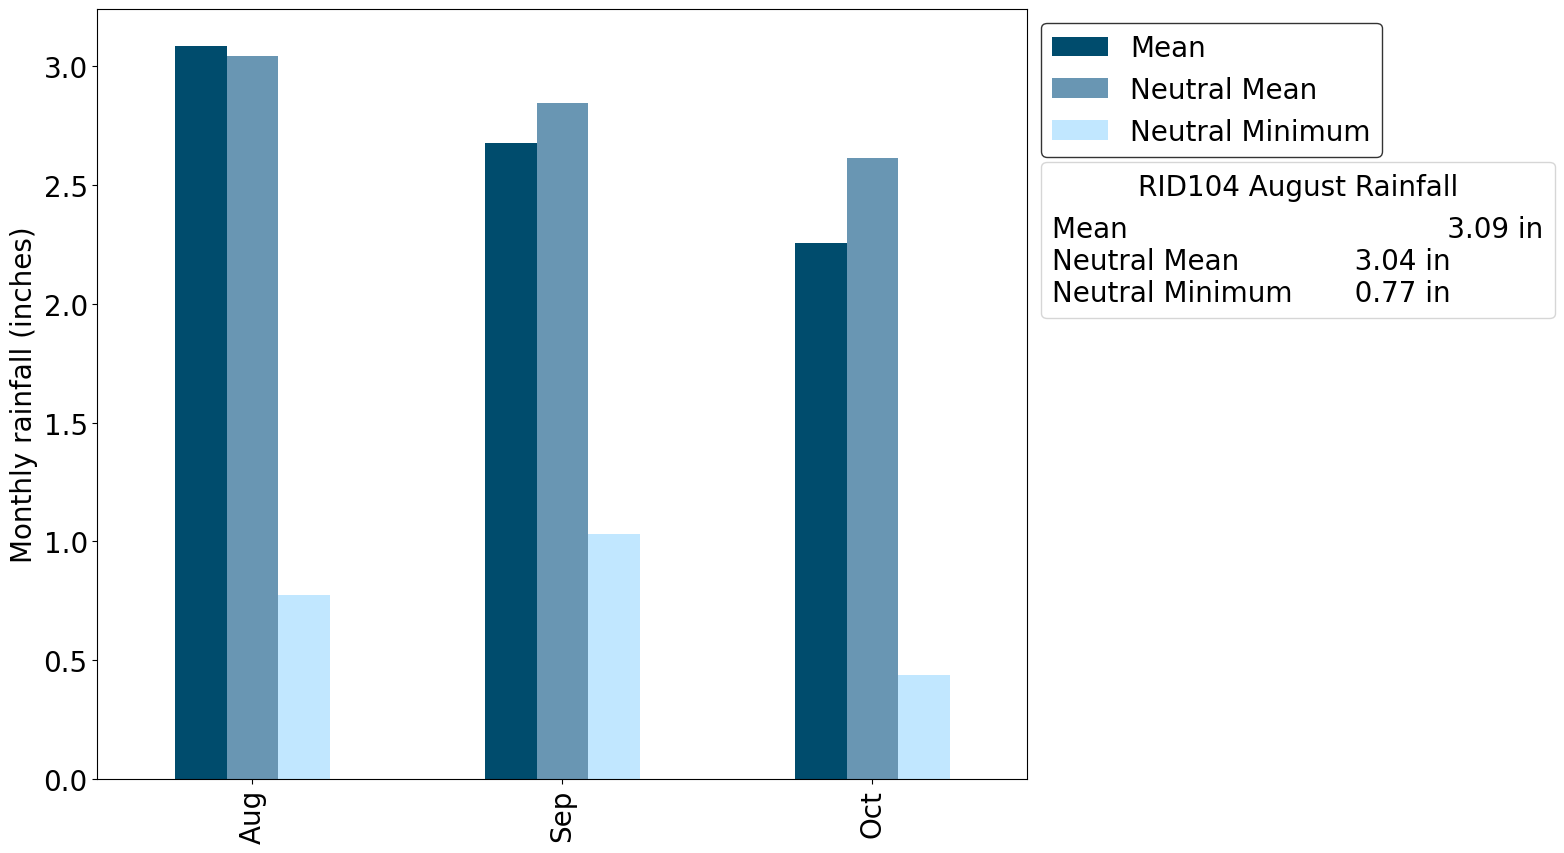 Monthly rainfall (inches)
3.0
2.5
2.0
1.5
1.0
0.5
0.0
Aug
Sep
Oct
Mean
Neutral Mean
Neutral Minimum
RID104 August Rainfall
Mean 3.09 in
Neutral Mean 3.04 in
Neutral Minimum 0.77 in